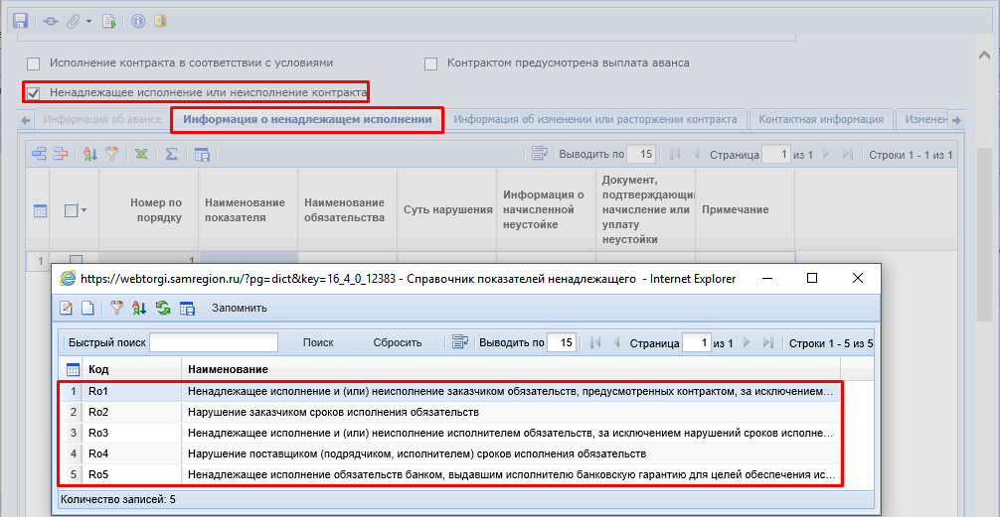 Исполнение контракта в соответствии с условиями
Контрактом предусмотрена выплата аванса
Ненадлежащее исполнение или неисполнение контракта
Информация об авансе
Информация о ненадлежащем исполнении
Информация об изменении или расторжении контракта
Контактная информация
Изменен
Выводить по 15 Страница 1 из 1 Строки 1 - 1 из 1
Номер по
порядку
Наименование
показателя
Наименование
обязательства
Суть нарушения
Информация о
начисленной
неустойке
Документ,
подтверждающи
начисление или
уплату
неустойки
Примечание
1 1
https://webtorgi.samregion.ru/?pg=dict&key=16_4_0_12383 - Справочник показателей ненадлежащего - Internet Explorer
Запомнить
Быстрый поиск Поиск Сбросить Выводить по 15 Страница 1 из 1 Строки 1 - 5 из 5
Код Наименование
1 Ro1 Ненадлежащее исполнение и (или) неисполнение заказчиком обязательств, предусмотренных контрактом, за исключением...
2 Ro2 Нарушение заказчиком сроков исполнения обязательств
3 Ro3 Ненадлежащее исполнение и (или) неисполнение исполнителем обязательств, за исключением нарушений сроков исполне...
4 Ro4 Нарушение поставщиком (подрядчиком, исполнителем) сроков исполнения обязательств
5 Ro5 Ненадлежащее исполнение обязательств банком, выдавшим исполнителю банковскую гарантию для целей обеспечения ис...
Количество записей: 5